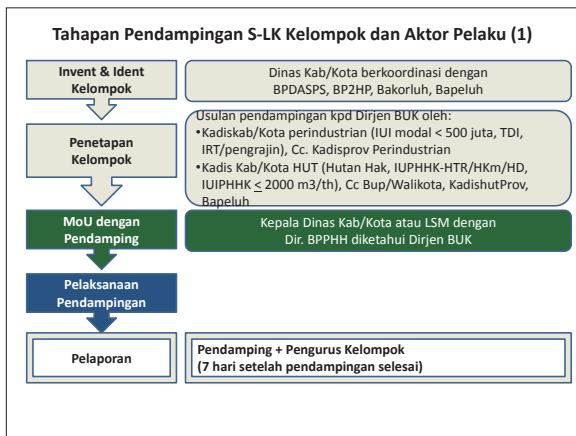 Tahapan Pendampingan S-LK Kelompok dan Aktor Pelaku (1)
Invent & Ident
Kelompok
Dinas Kab/Kota berkoordinasi dengan
BPDASPS, BP2HP, Bakorluh, Bapeluh
Penetapan
Kelompok
Usulan pendampingan kpd Dirjen BUK oleh:
•Kadiskab/Kota perindustrian (IUI modal < 500 juta, TDI,
IRT/pengrajin), Cc. Kadisprov Perindustrian
•Kadis Kab/Kota HUT (Hutan Hak, IUPHHK-HTR/HKm/HD,
IUIPHHK < 2000 m3/th), Cc Bup/Walikota, KadishutProv,
Bapeluh
MoU dengan
Pendamping
Kepala Dinas Kab/Kota atau LSM dengan
Dir. BPPHH diketahui Dirjen BUK
Pelaksanaan
Pendampingan
Pelaporan
Pendamping + Pengurus Kelompok
(7 hari setelah pendampingan selesai)